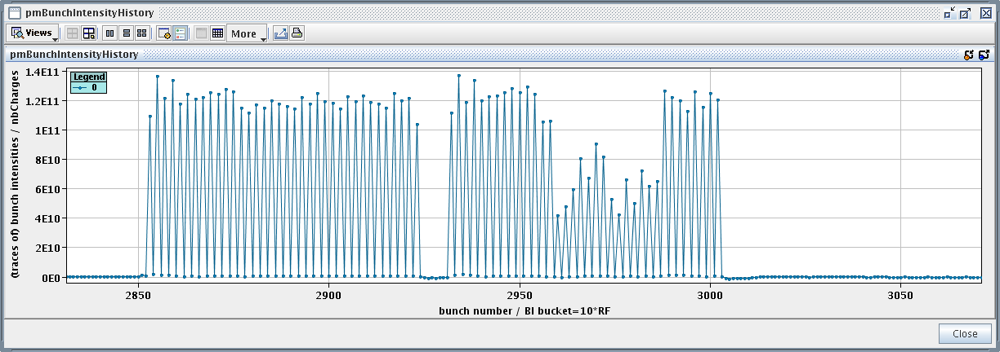 pmBunchIntensityHistory
Views
More
pmBunchIntensityHistory
(traces of) bunch intensities / nbCharges
1.4E11
1.2E11
1E11
8E10
6E10
4E10
2E10
0E0
Legend
0
2850 2900 2950 3000 3050
bunch number / BI bucket=10*RF
Close